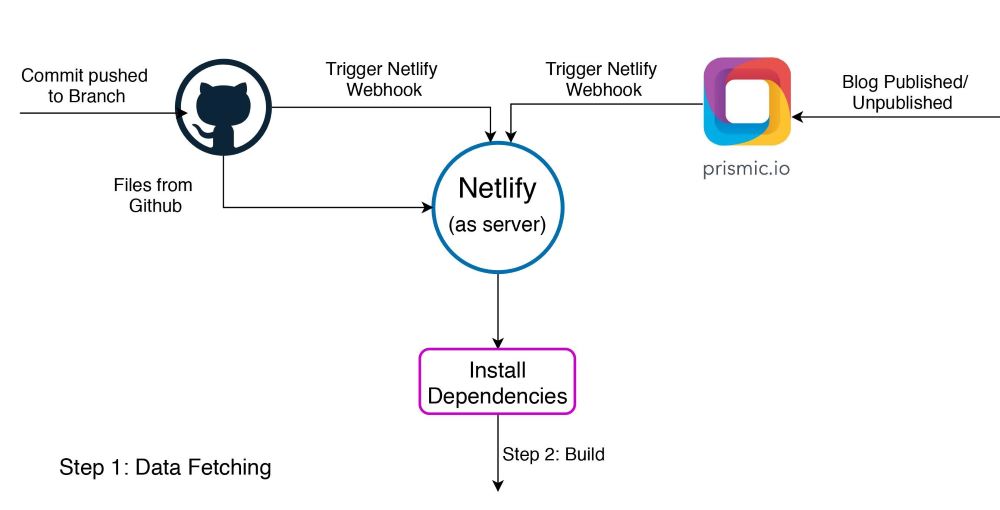 Commit pushed
to Branch
Trigger Netlify
Webhook
Trigger Netlify
Webhook
Blog Published/
Unpublished
prismic.io
Files from
Github
Netlify
(as server)
Install
Dependencies
Step 2: Build
Step 1: Data Fetching